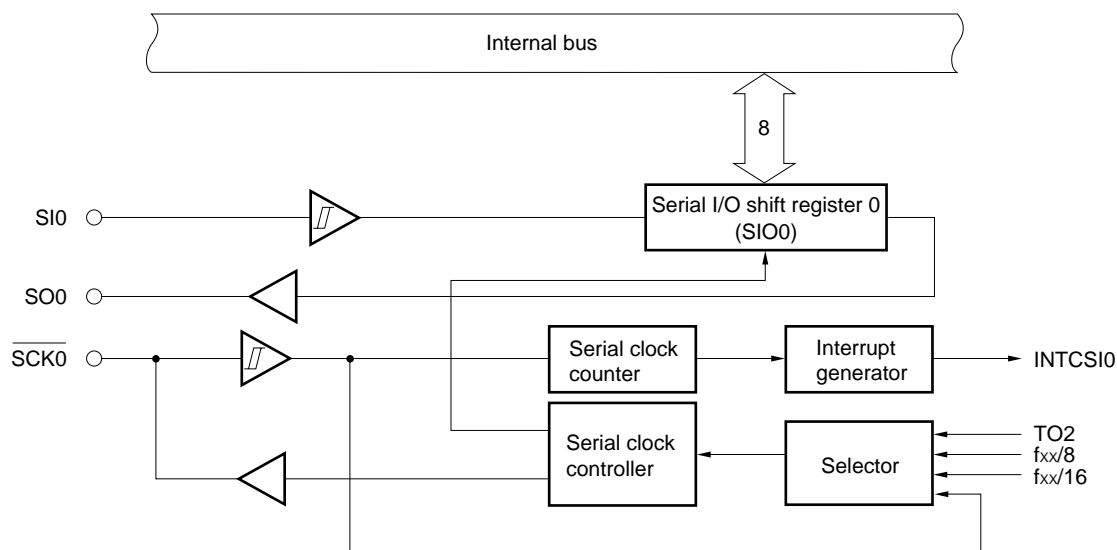 Internal bus
8
SI0
Serial I/O shift register 0
(SIO0)
SO0
SCK0
Serial clock
counter
Interrupt
generator
INTCSI0
Serial clock
controller
Selector
TO2
fxx/8
fxx/16